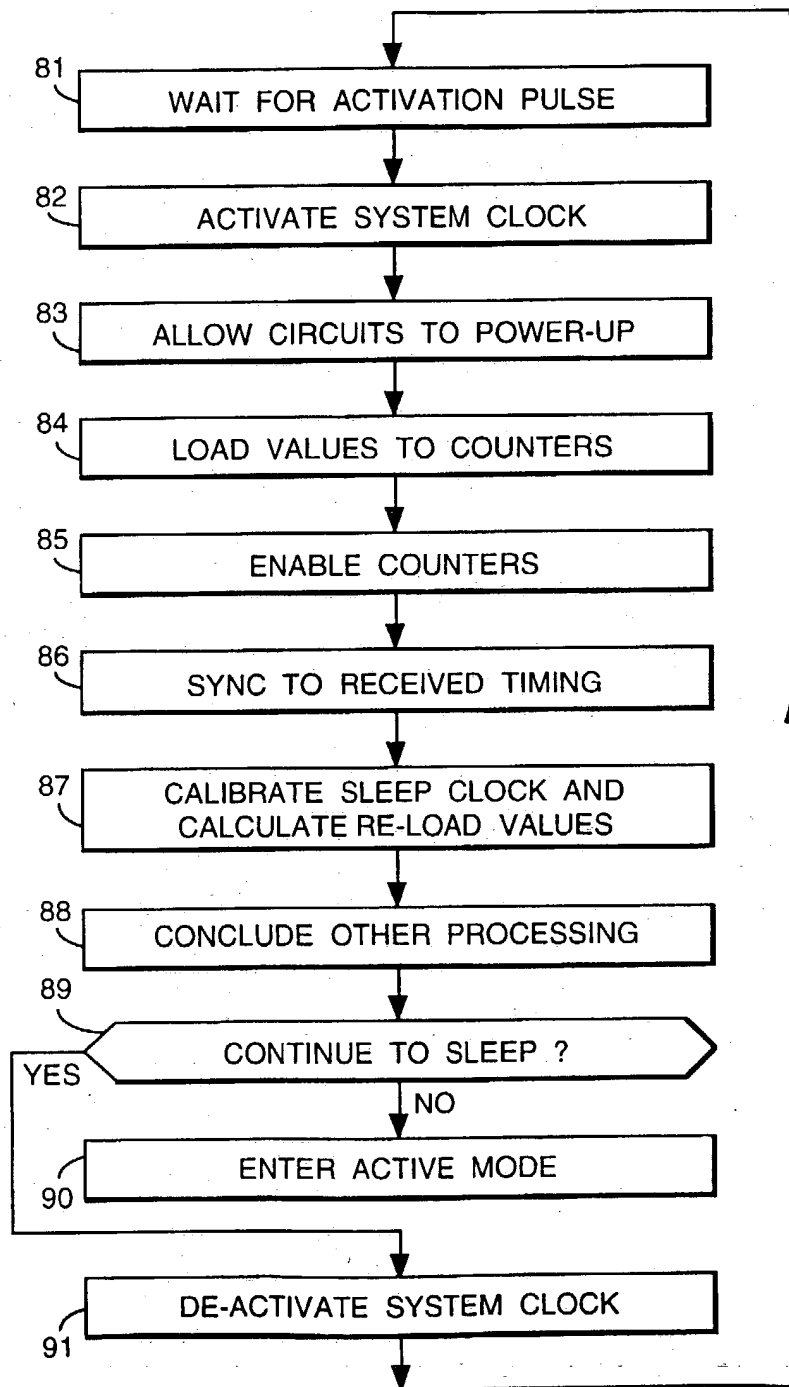 81
WAIT FOR ACTIVATION PULSE
82
ACTIVATE SYSTEM CLOCK
83
ALLOW CIRCUITS TO POWER-UP
84
LOAD VALUES TO COUNTERS
85
ENABLE COUNTERS
86
SYNC TO RECEIVED TIMING
87
CALIBRATE SLEEP CLOCK AND
CALCULATE RE-LOAD VALUES
88
CONCLUDE OTHER PROCESSING
89
CONTINUE TO SLEEP ?
YES
NO
ENTER ACTIVE MODE
90
DE-ACTIVATE SYSTEM CLOCK
91